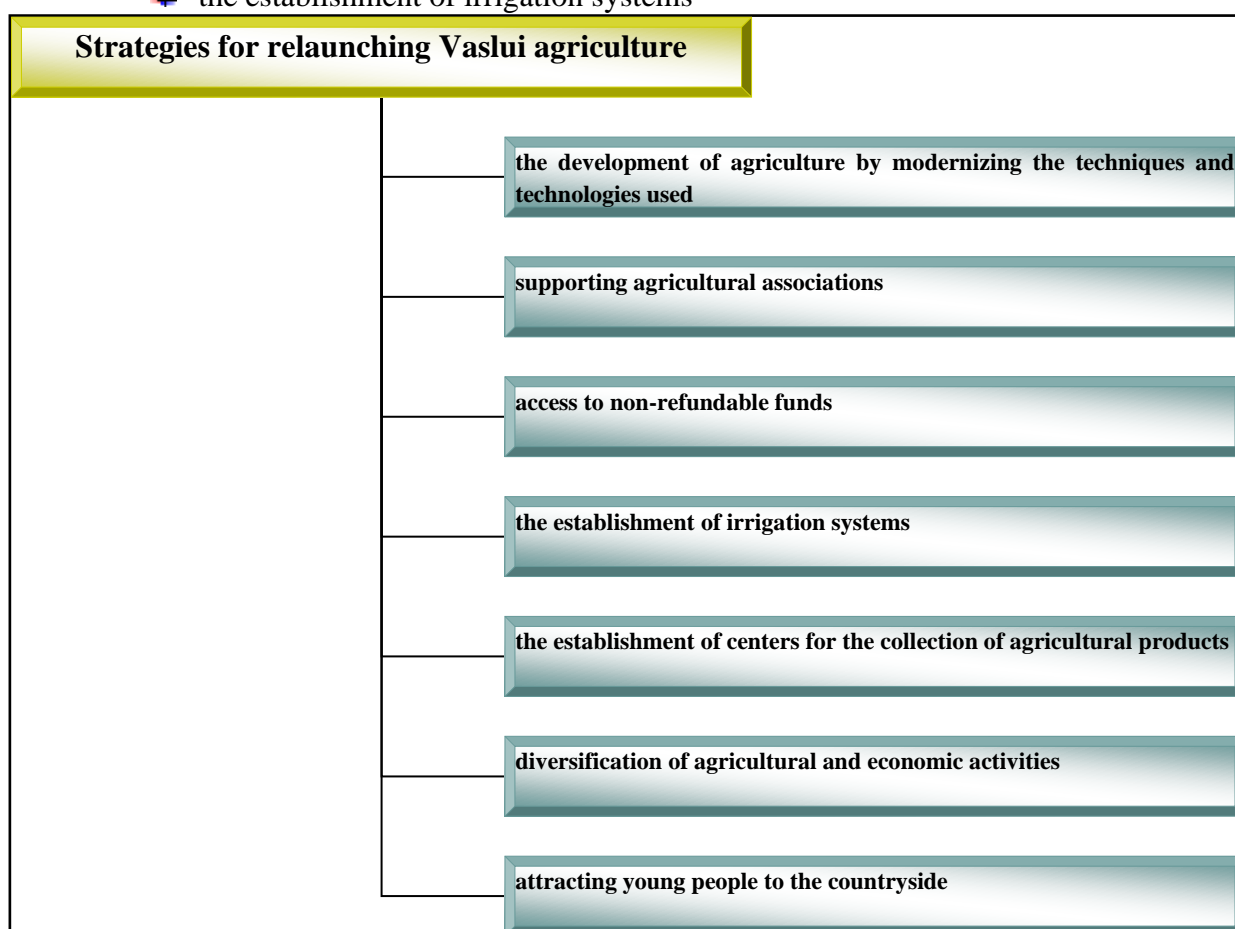 the establishment of irrigation systems
Strategies for relaunching Vaslui agriculture
the development of agriculture by modernizing the techniques and
technologies used
supporting agricultural associations
access to non-refundable funds
the establishment of irrigation systems
the establishment of centers for the collection of agricultural products
diversification of agricultural and economic activities
attracting young people to the countryside